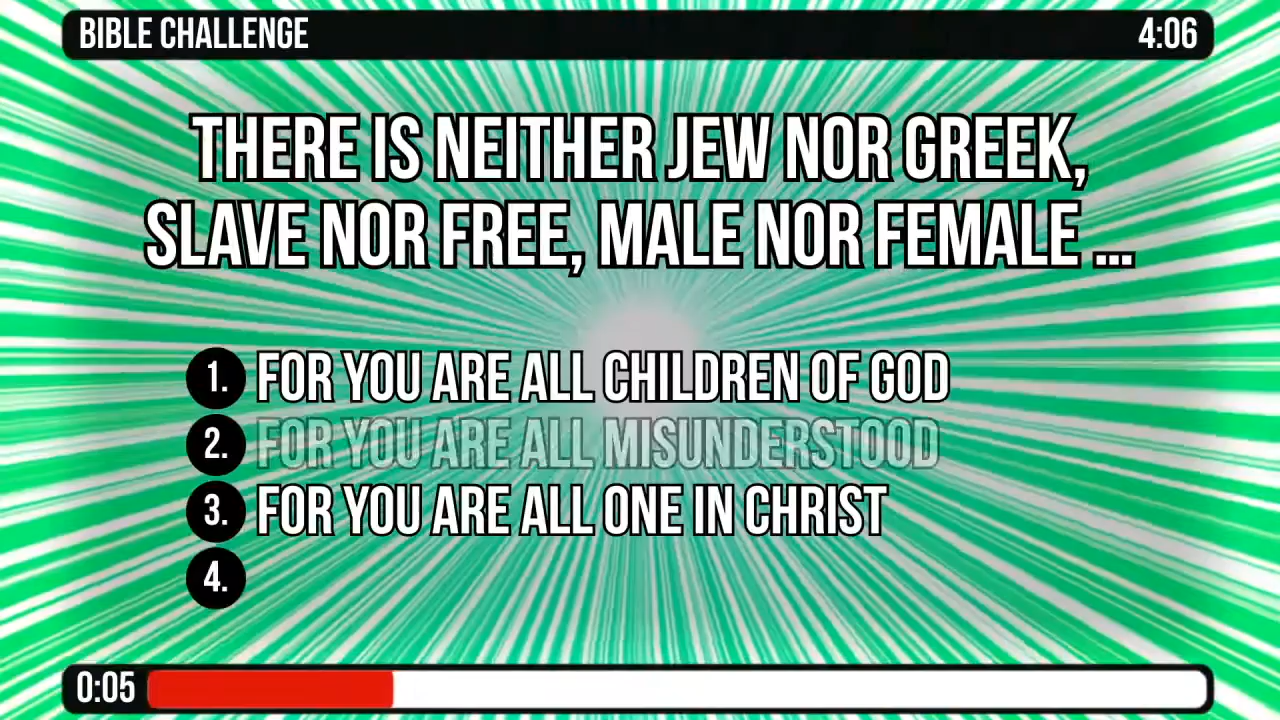 BIBLE CHALLENGE
4:06
THERE IS NEITHER JEW NOR GREEK,
SLAVE NOR FREE, MALE NOR FEMALE ...
1. FOR YOU ARE ALL CHILDREN OF GOD
2. FOR YOU ARE ALL MISUNDERSTOOD
3. FOR YOU ARE ALL ONE IN CHRIST
4.
0:05